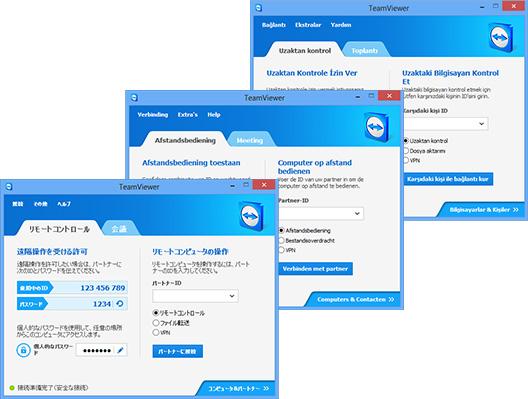 TeamViewer
Bağlantı Ekstralar Yardım
Uzaktan kontrol Toplantı
Uzaktan Kontrole İzin Ver
Uzaktaki Bilgisayarı Kontrol Et
Uzaktaki bilgisayarı kontrol etmek için
lütfen karşınızdaki kişinin ID'sini girin.
Karşıdaki kişi ID
Uzaktan kontrol
Dosya aktarımı
VPN
Karşıdaki kişi ile bağlantı kur
Bilgisayarlar & Kişiler
TeamViewer
Verbinding Extra's Help
Afstandsbediening Meeting
Afstandsbediening toestaan
Computer op afstand
bedienen
Voer de ID van uw partner in om de
computer op afstand te bedienen.
Partner-ID
Afstandsbediening
Bestandsoverdracht
VPN
Verbinden met partner
Computers & Contacten
TeamViewer
接続 その他 ヘルプ
リモートコントロール 会議
遠隔操作を受ける許可
遠隔操作を許可したい場合は、パートナーに
次のIDとパスワードを伝えてください。
123 456 789
パスワード 1234
個人的なパスワードを使用して、任意の場所
からこのコンピュータにアクセスします。
個人的なパスワード
リモートコンピュータの操作
リモートコンピュータを操作するには、パート
ナーのIDを入力してください。
パートナーID
リモートコントロール
ファイル転送
VPN
パートナーに接続
接続準備完了(安全な接続)
コンピュータ&パートナー